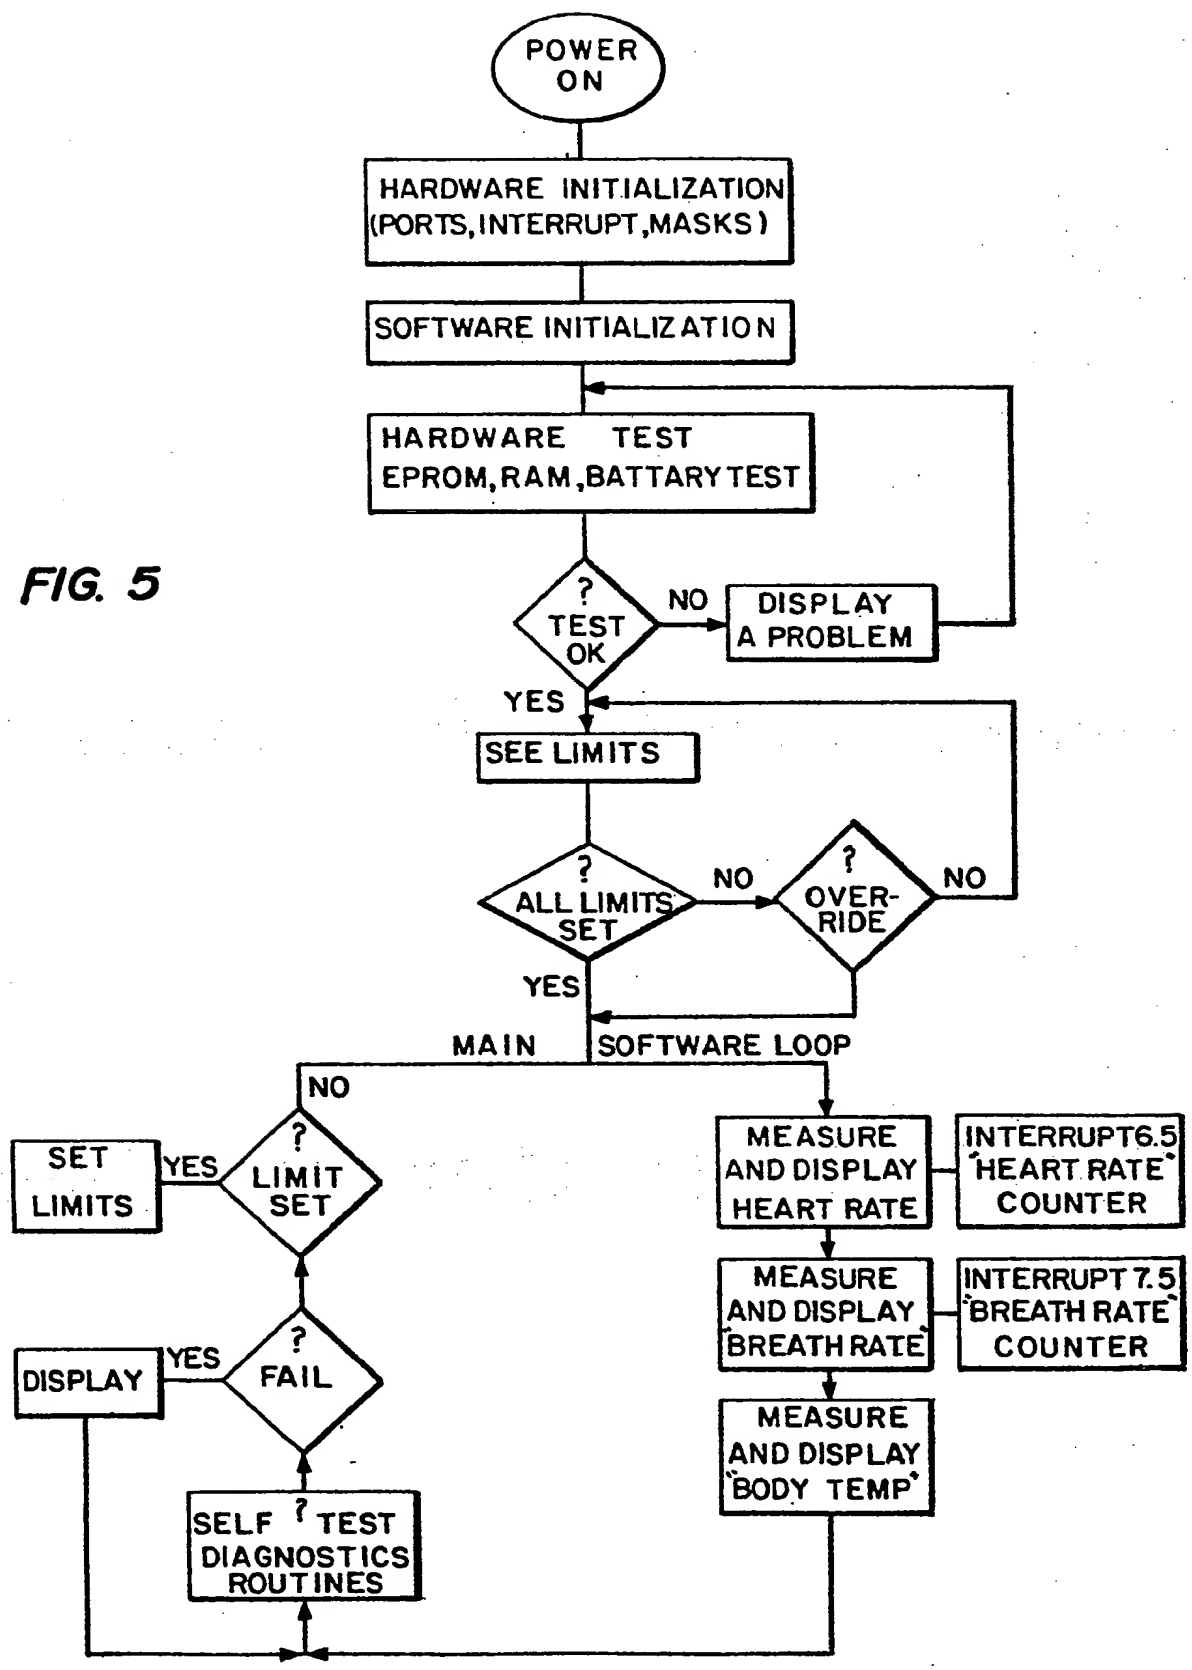 POWER
ON
HARDWARE INITIALIZATION
(PORTS, INTERRUPT, MASKS)
SOFTWARE INITIALIZATION
HARDWARE TEST
EPROM, RAM, BATTARY TEST
FIG. 5
?
TEST
OK
NO
DISPLAY
A PROBLEM
YES
SEE LIMITS
?
ALL LIMITS
SET
NO
?
OVER-
RIDE
NO
YES
MAIN SOFTWARE LOOP
NO
?
LIMIT
SET
YES
SET
LIMITS
MEASURE
AND DISPLAY
HEART RATE
INTERRUPT 6.5
"HEART RATE"
COUNTER
MEASURE
AND DISPLAY
"BREATH RATE"
INTERRUPT 7.5
"BREATH RATE"
COUNTER
?
FAIL
YES
DISPLAY
MEASURE
AND DISPLAY
"BODY TEMP"
SELF ? TEST
DIAGNOSTICS
ROUTINES